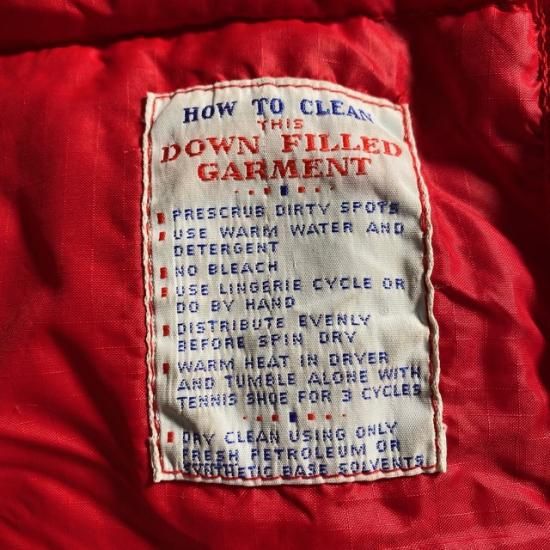 HOW TO CLEAN
THIS
DOWN FILLED
GARMENT
PRESCRUB DIRTY SPOTS
USE WARM WATER AND
DETERGENT
NO BLEACH
USE LINGERIE CYCLE OR
DO BY HAND
DISTRIBUTE EVENLY
BEFORE SPIN DRY
WARM HEAT IN DRYER
AND TUMBLE ALONE WITH
TENNIS SHOE FOR 3 CYCLES
DRY CLEAN USING ONLY
FRESH PETROLEUM OR
SYNTHETIC BASE SOLVENTS